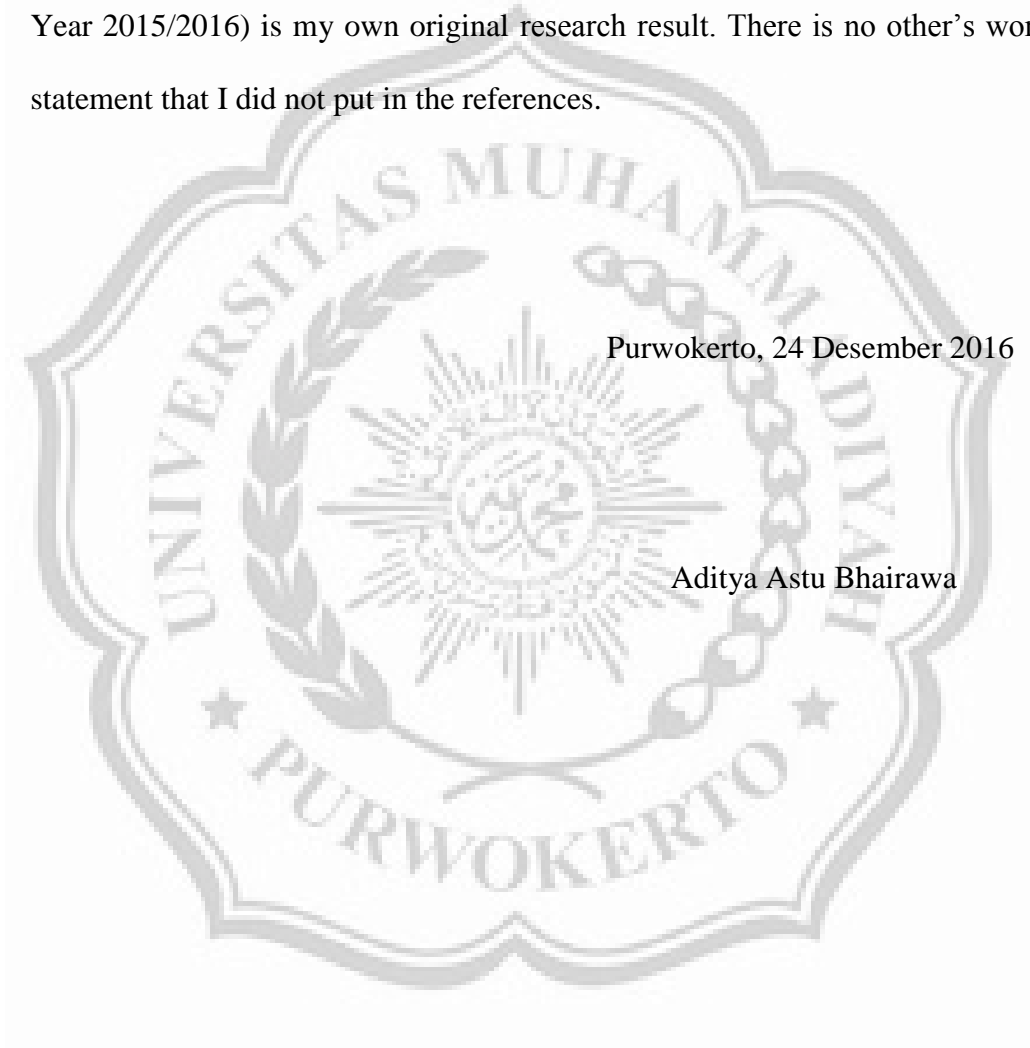 Year 2015/2016) is my own original research result. There is no other’s
statement that I did not put in the references.
UNIVERSITAS MUHAMMADIYAH
Purwokerto, 24 Desember 2016
Aditya Astu Bhairawa
PURWOKERTO